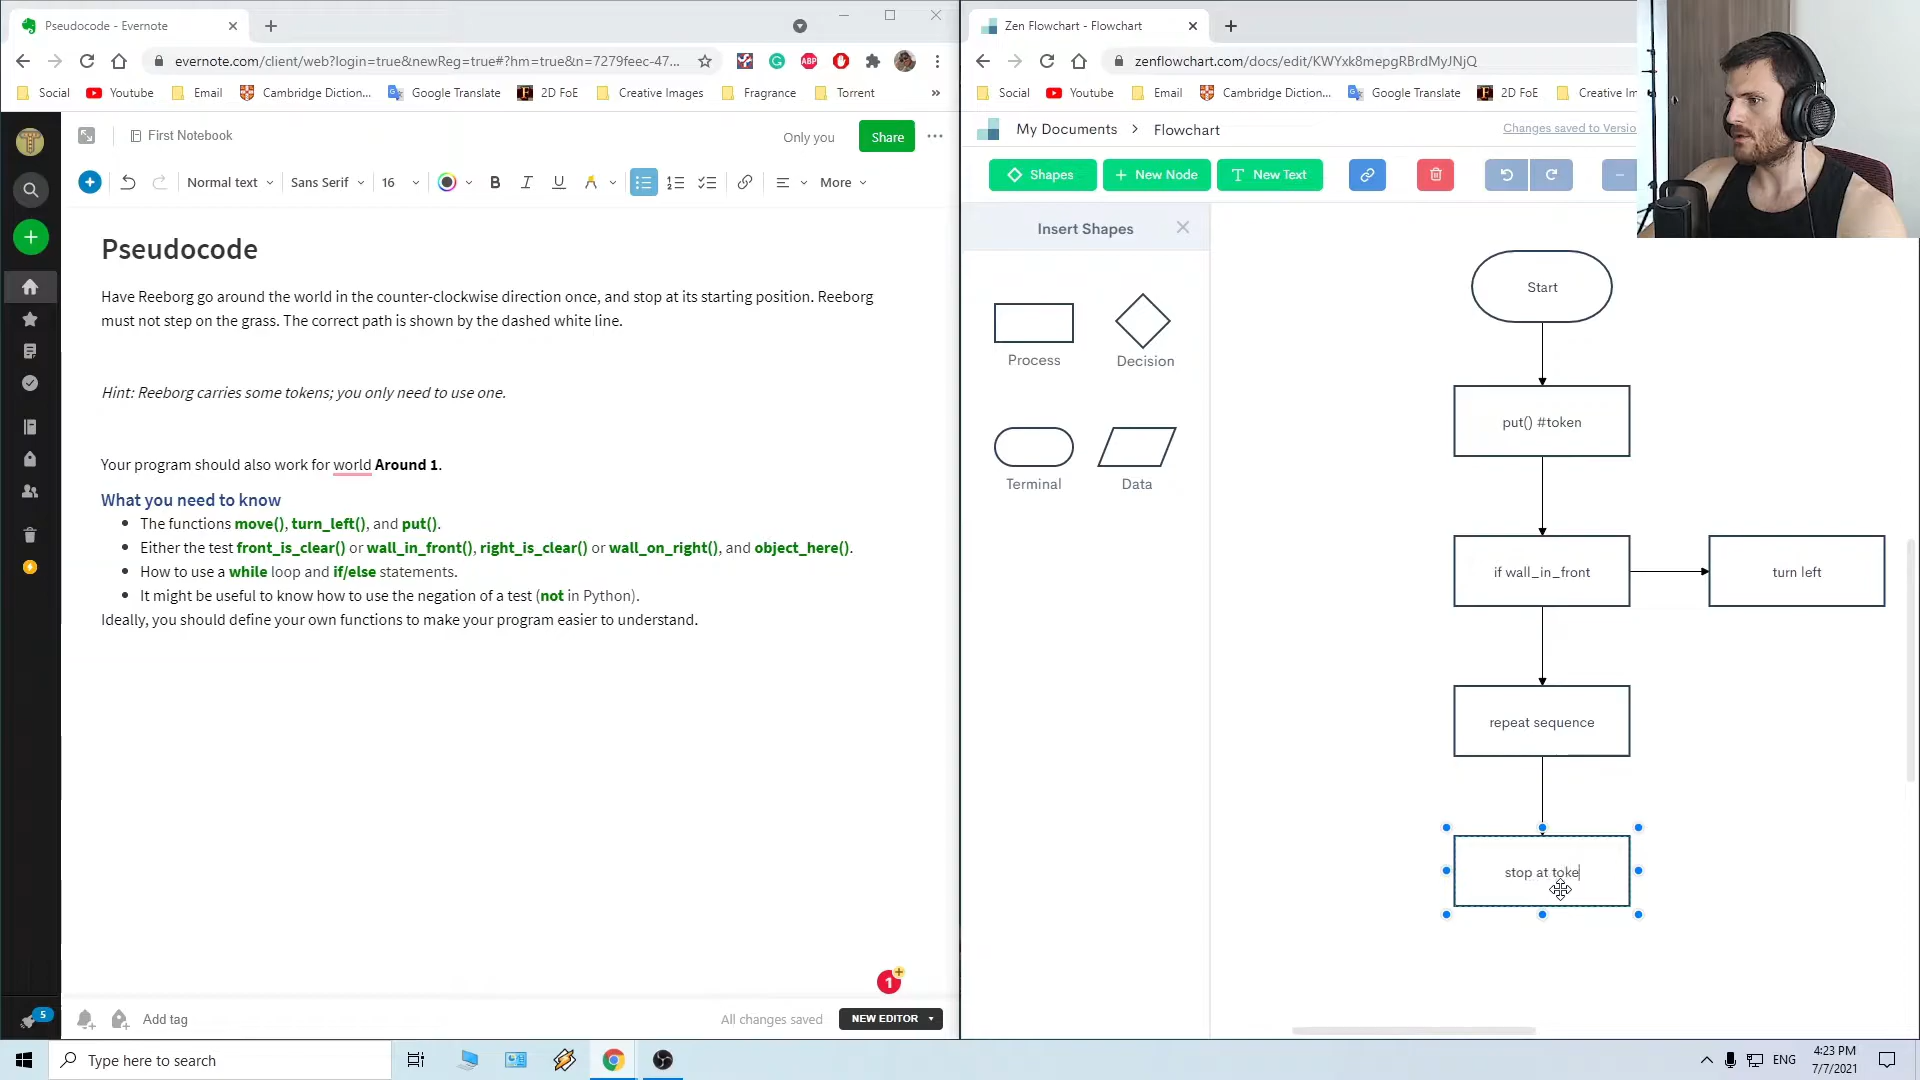 Pseudocode - Evernote
evernote.com/client/web?login=true&newReg=true#?hm=true&n=7279feec-47...
ABP
Social
Youtube
Email
Cambridge Diction...
Google Translate
2D FoE
Creative Images
Fragrance
Torrent
»
First Notebook
Only you
Share
Normal text
Sans Serif
16
B
I
U
A
More
Pseudocode
Have Reeborg go around the world in the counter-clockwise direction once, and stop at its starting position. Reeborg
must not step on the grass. The correct path is shown by the dashed white line.
Hint: Reeborg carries some tokens; you only need to use one.
Your program should also work for world Around 1.
What you need to know
• The functions move(), turn_left(), and put().
• Either the test front_is_clear() or wall_in_front(), right_is_clear() or wall_on_right(), and object_here().
• How to use a while loop and if/else statements.
• It might be useful to know how to use the negation of a test (not in Python).
Ideally, you should define your own functions to make your program easier to understand.
1
5
Add tag
All changes saved
NEW EDITOR
Zen Flowchart - Flowchart
zenflowchart.com/docs/edit/KWYxk8mepgRBrdMyJNjQ
Social
Youtube
Email
Cambridge Diction...
Google Translate
2D FoE
Creative Im
My Documents > Flowchart
Changes saved to Versio
Shapes
+ New Node
T New Text
Insert Shapes
Process
Decision
Terminal
Data
Start
put() #token
if wall_in_front
turn left
repeat sequence
stop at toke
Type here to search
ENG
4:23 PM
7/7/2021